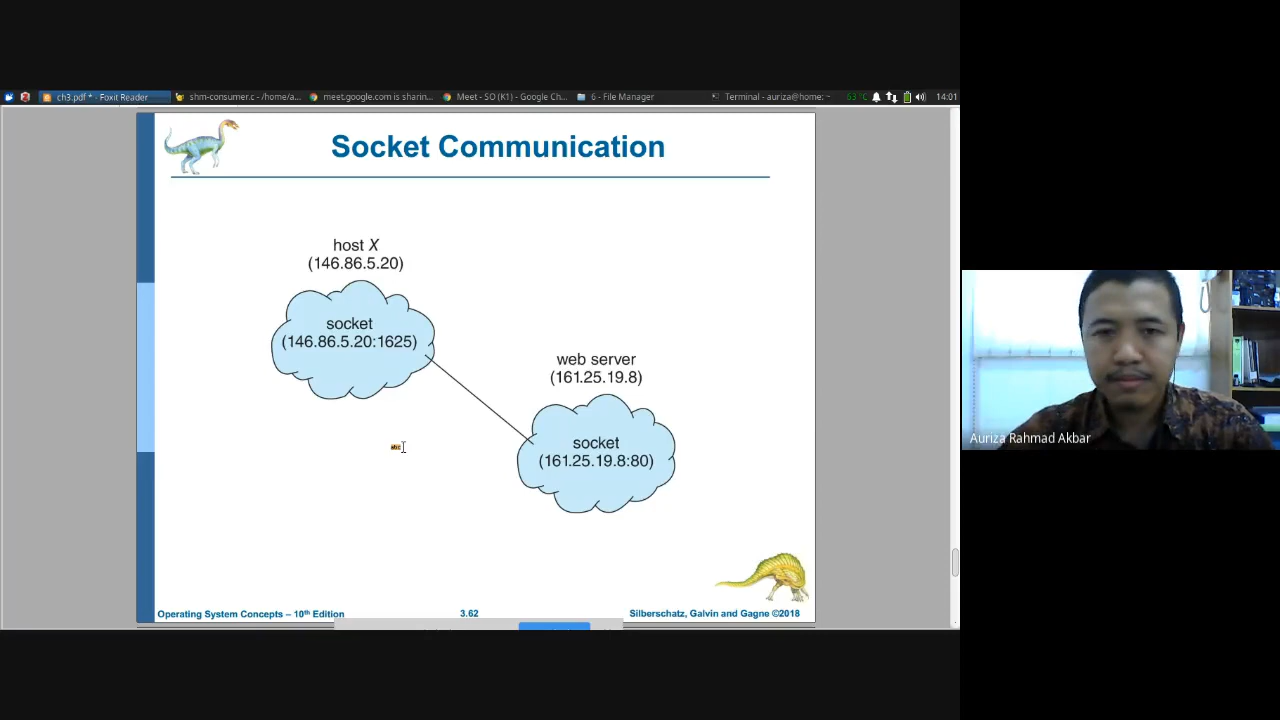 ch3.pdf * - Foxit Reader
shm-consumer.c - /home/a...
meet.google.com is sharin...
Meet - SO (K1) - Google Ch...
6 - File Manager
Terminal - auriza@home: ~
63°C
14:01
Socket Communication
host X
(146.86.5.20)
socket
(146.86.5.20:1625)
web server
(161.25.19.8)
socket
(161.25.19.8:80)
Auriza Rahmad Akbar
Operating System Concepts – 10th Edition
3.62
Silberschatz, Galvin and Gagne ©2018